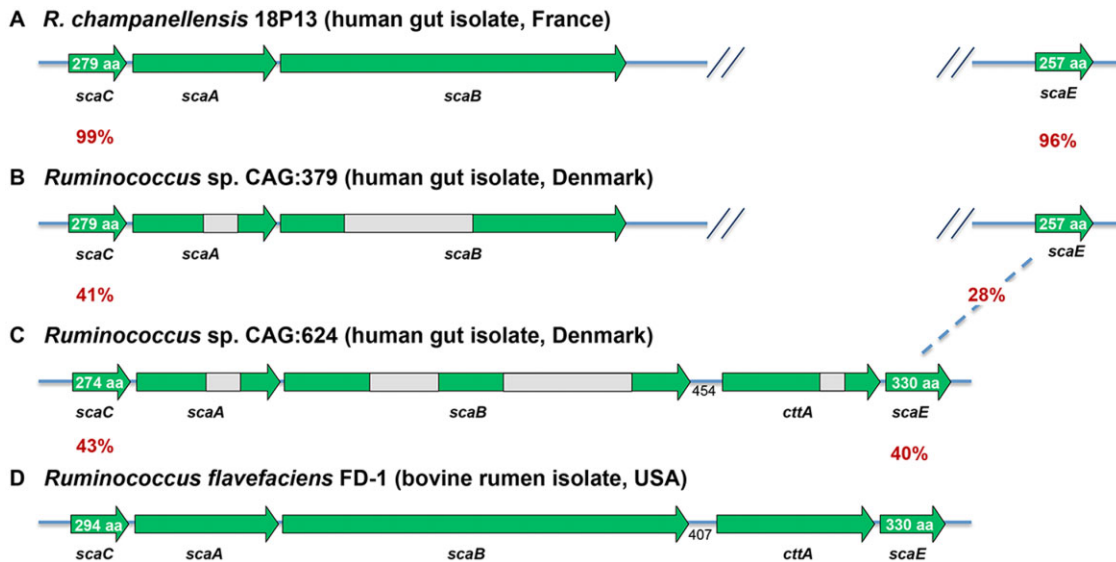 A R. champanellensis 18P13 (human gut isolate, France)
279 aa 257 aa
scaC scaA scaB scaE
99% 96%
B Ruminococcus sp. CAG:379 (human gut isolate, Denmark)
279 aa 257 aa
scaC scaA scaB scaE
41% 28%
C Ruminococcus sp. CAG:624 (human gut isolate, Denmark)
274 aa 454 330 aa
scaC scaA scaB cttA scaE
43% 40%
D Ruminococcus flavefaciens FD-1 (bovine rumen isolate, USA)
294 aa 407 330 aa
scaC scaA scaB cttA scaE